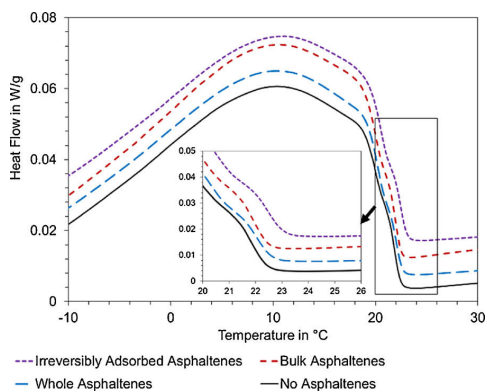 0.08
0.06
0.04
0.02
0
Heat Flow in W/g
0.05
0.04
0.03
0.02
0.01
0
20 21 22 23 24 25 26
-10 0 10 20 30
Temperature in °C
Irreversibly Adsorbed Asphaltenes
Bulk Asphaltenes
Whole Asphaltenes
No Asphaltenes